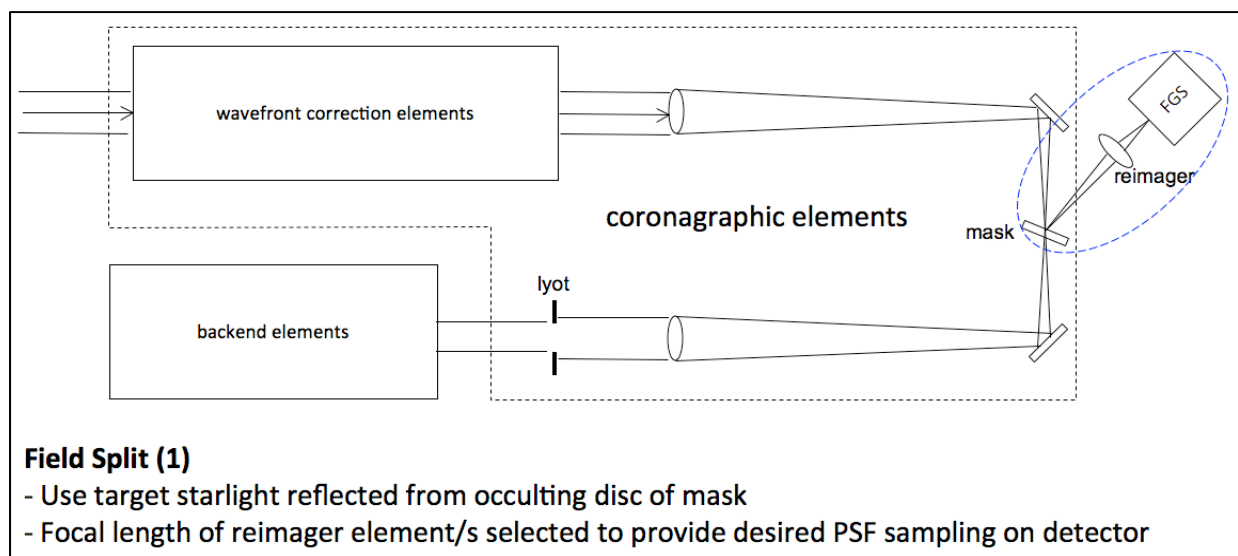 wavefront correction elements
FGS
reimager
coronagraphic elements
mask
lyot
backend elements
Field Split (1)
- Use target starlight reflected from occulting disc of mask
- Focal length of reimager element/s selected to provide desired PSF sampling on detector